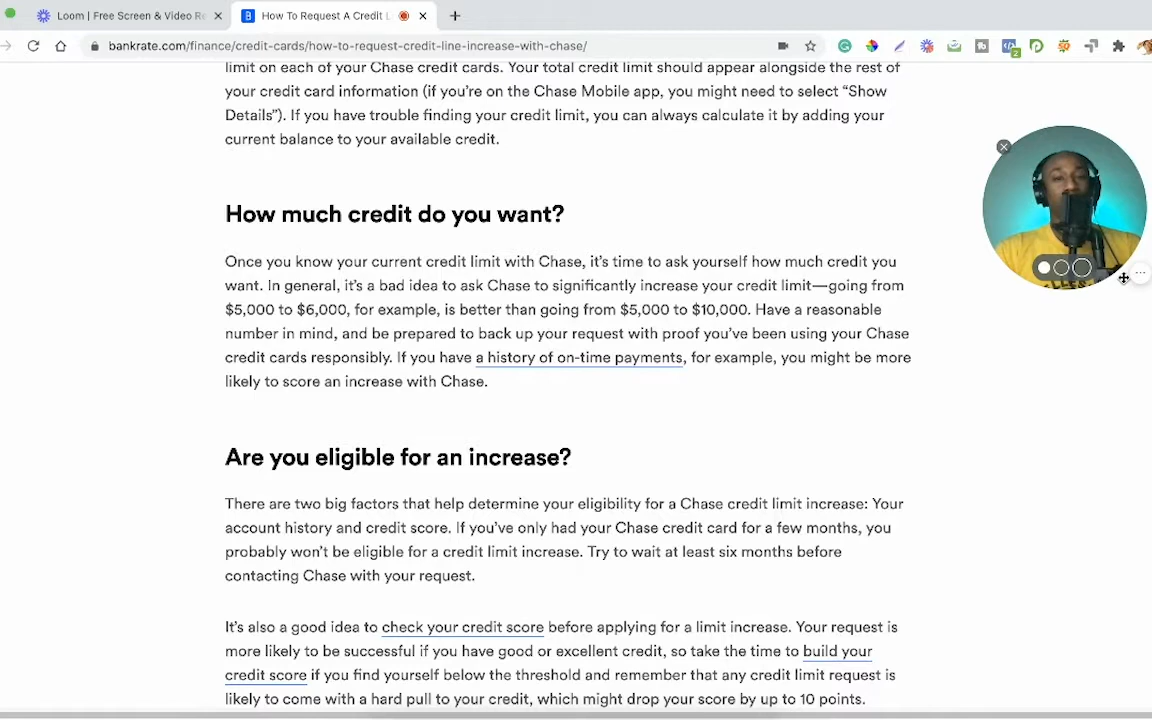 Loom | Free Screen & Video Re
How To Request A Credit L
bankrate.com/finance/credit-cards/how-to-request-credit-line-increase-with-chase/
limit on each of your Chase credit cards. Your total credit limit should appear alongside the rest of
your credit card information (if you’re on the Chase Mobile app, you might need to select “Show
Details”). If you have trouble finding your credit limit, you can always calculate it by adding your
current balance to your available credit.
How much credit do you want?
Once you know your current credit limit with Chase, it’s time to ask yourself how much credit you
want. In general, it’s a bad idea to ask Chase to significantly increase your credit limit—going from
$5,000 to $6,000, for example, is better than going from $5,000 to $10,000. Have a reasonable
number in mind, and be prepared to back up your request with proof you’ve been using your Chase
credit cards responsibly. If you have a history of on-time payments, for example, you might be more
likely to score an increase with Chase.
Are you eligible for an increase?
There are two big factors that help determine your eligibility for a Chase credit limit increase: Your
account history and credit score. If you’ve only had your Chase credit card for a few months, you
probably won’t be eligible for a credit limit increase. Try to wait at least six months before
contacting Chase with your request.
It’s also a good idea to check your credit score before applying for a limit increase. Your request is
more likely to be successful if you have good or excellent credit, so take the time to build your
credit score if you find yourself below the threshold and remember that any credit limit request is
likely to come with a hard pull to your credit, which might drop your score by up to 10 points.